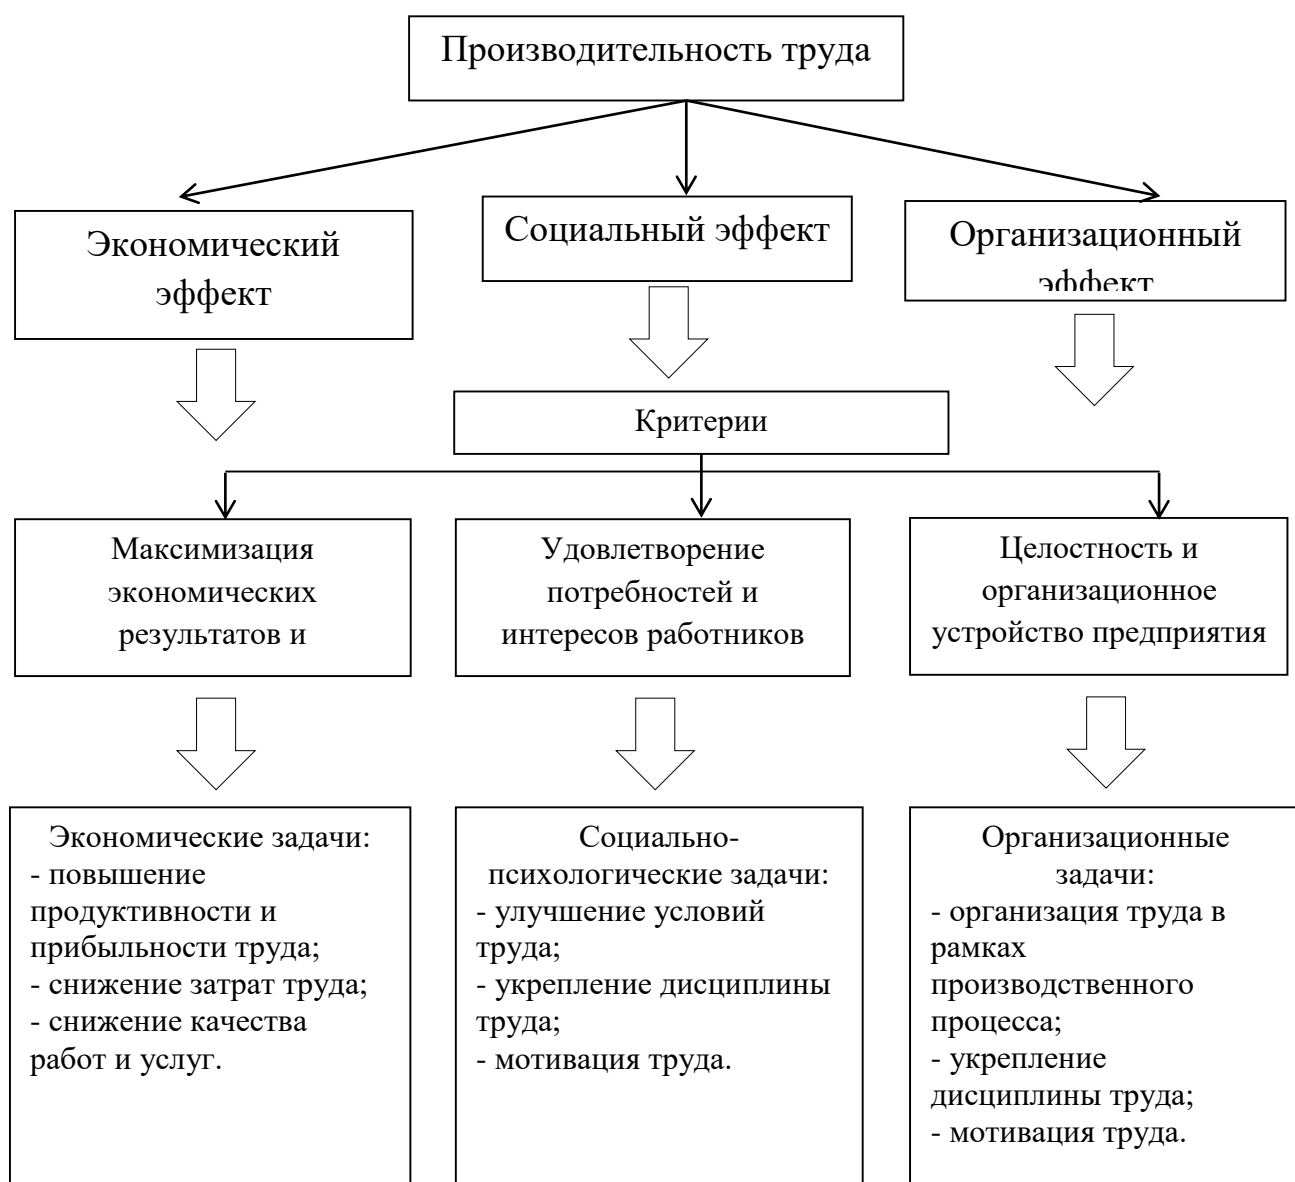 Производительность труда
Экономический
эффект
Социальный эффект
Организационный
эффект
Критерии
Максимизация
экономических
результатов и
Удовлетворение
потребностей и
интересов работников
Целостность и
организационное
устройство предприятия
Экономические задачи:
- повышение
продуктивности и
прибыльности труда;
- снижение затрат труда;
- снижение качества
работ и услуг.
Социально-
психологические задачи:
- улучшение условий
труда;
- укрепление дисциплины
труда;
- мотивация труда.
Организационные
задачи:
- организация труда в
рамках
производственного
процесса;
- укрепление
дисциплины труда;
- мотивация труда.